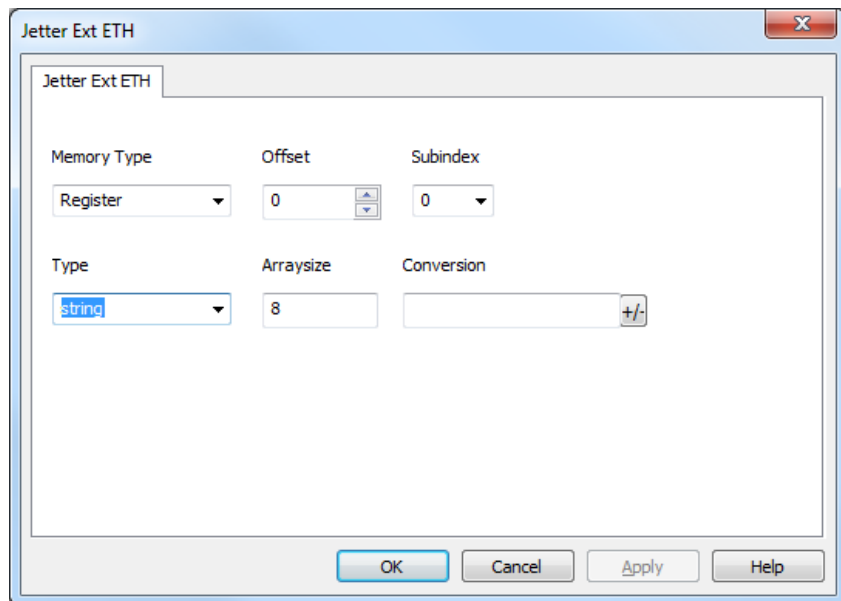 Jetter Ext ETH
Jetter Ext ETH
Memory Type Offset Subindex
Register 0 0
Type Arraysize Conversion
string 8 +/-
OK Cancel Apply Help